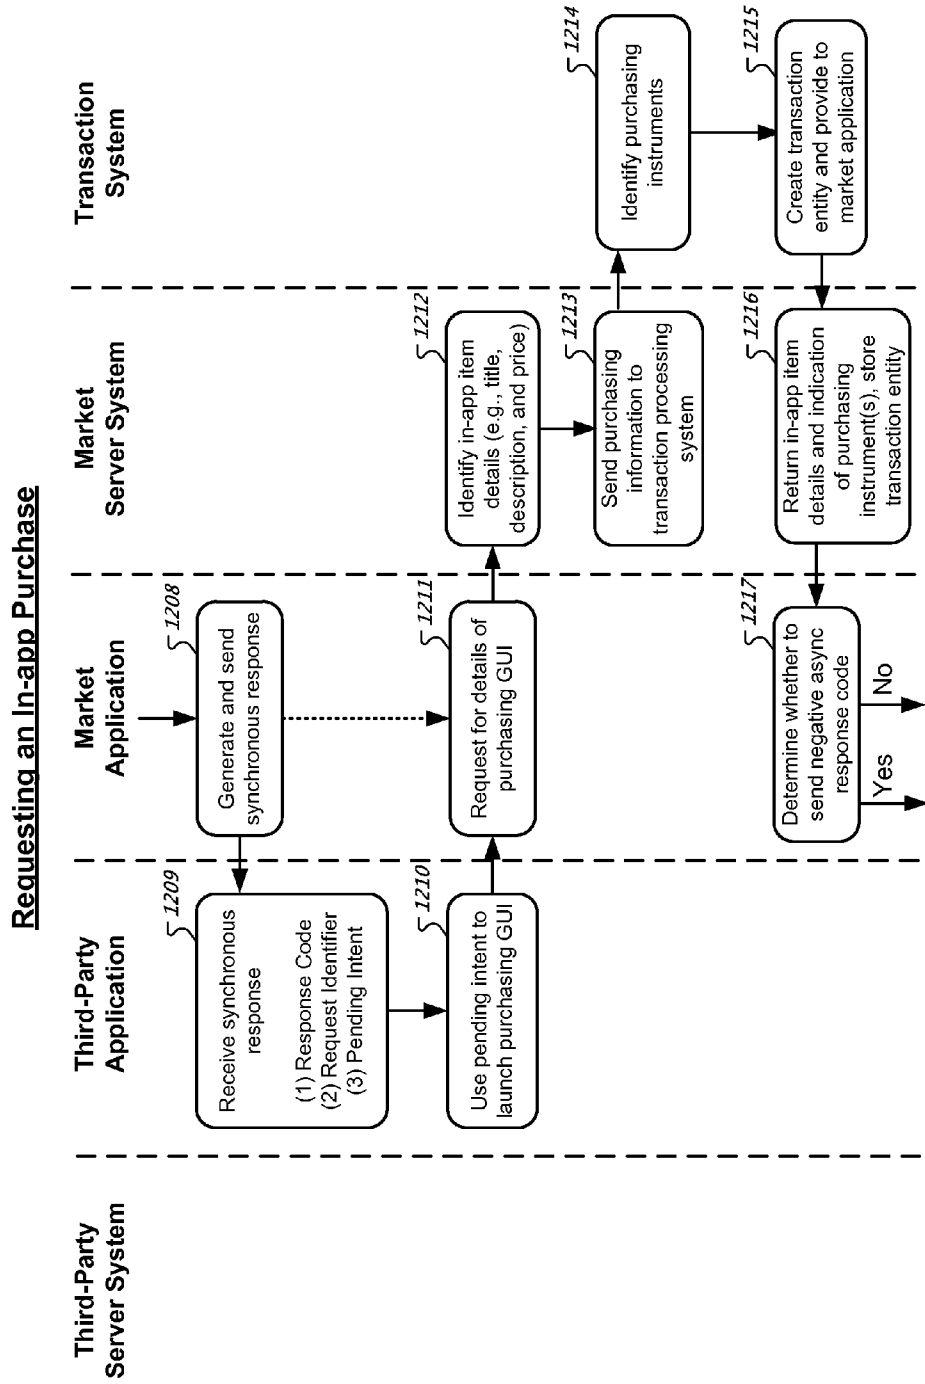 Requesting an In-app Purchase
Third-Party
Server System
Third-Party
Application
Market
Application
Market
Server System
Transaction
System
1208
Generate and send
synchronous response
1209
Receive synchronous
response
(1) Response Code
(2) Request Identifier
(3) Pending Intent
1210
Use pending intent to
launch purchasing GUI
1211
Request for details of
purchasing GUI
1212
Identify in-app item
details (e.g., title,
description, and price)
1213
Send purchasing
information to
transaction processing
system
1214
Identify purchasing
instruments
1215
Create transaction
entity and provide to
market application
1216
Return in-app item
details and indication
of purchasing
instrument(s), store
transaction entity
1217
Determine whether to
send negative async
response code
Yes
No